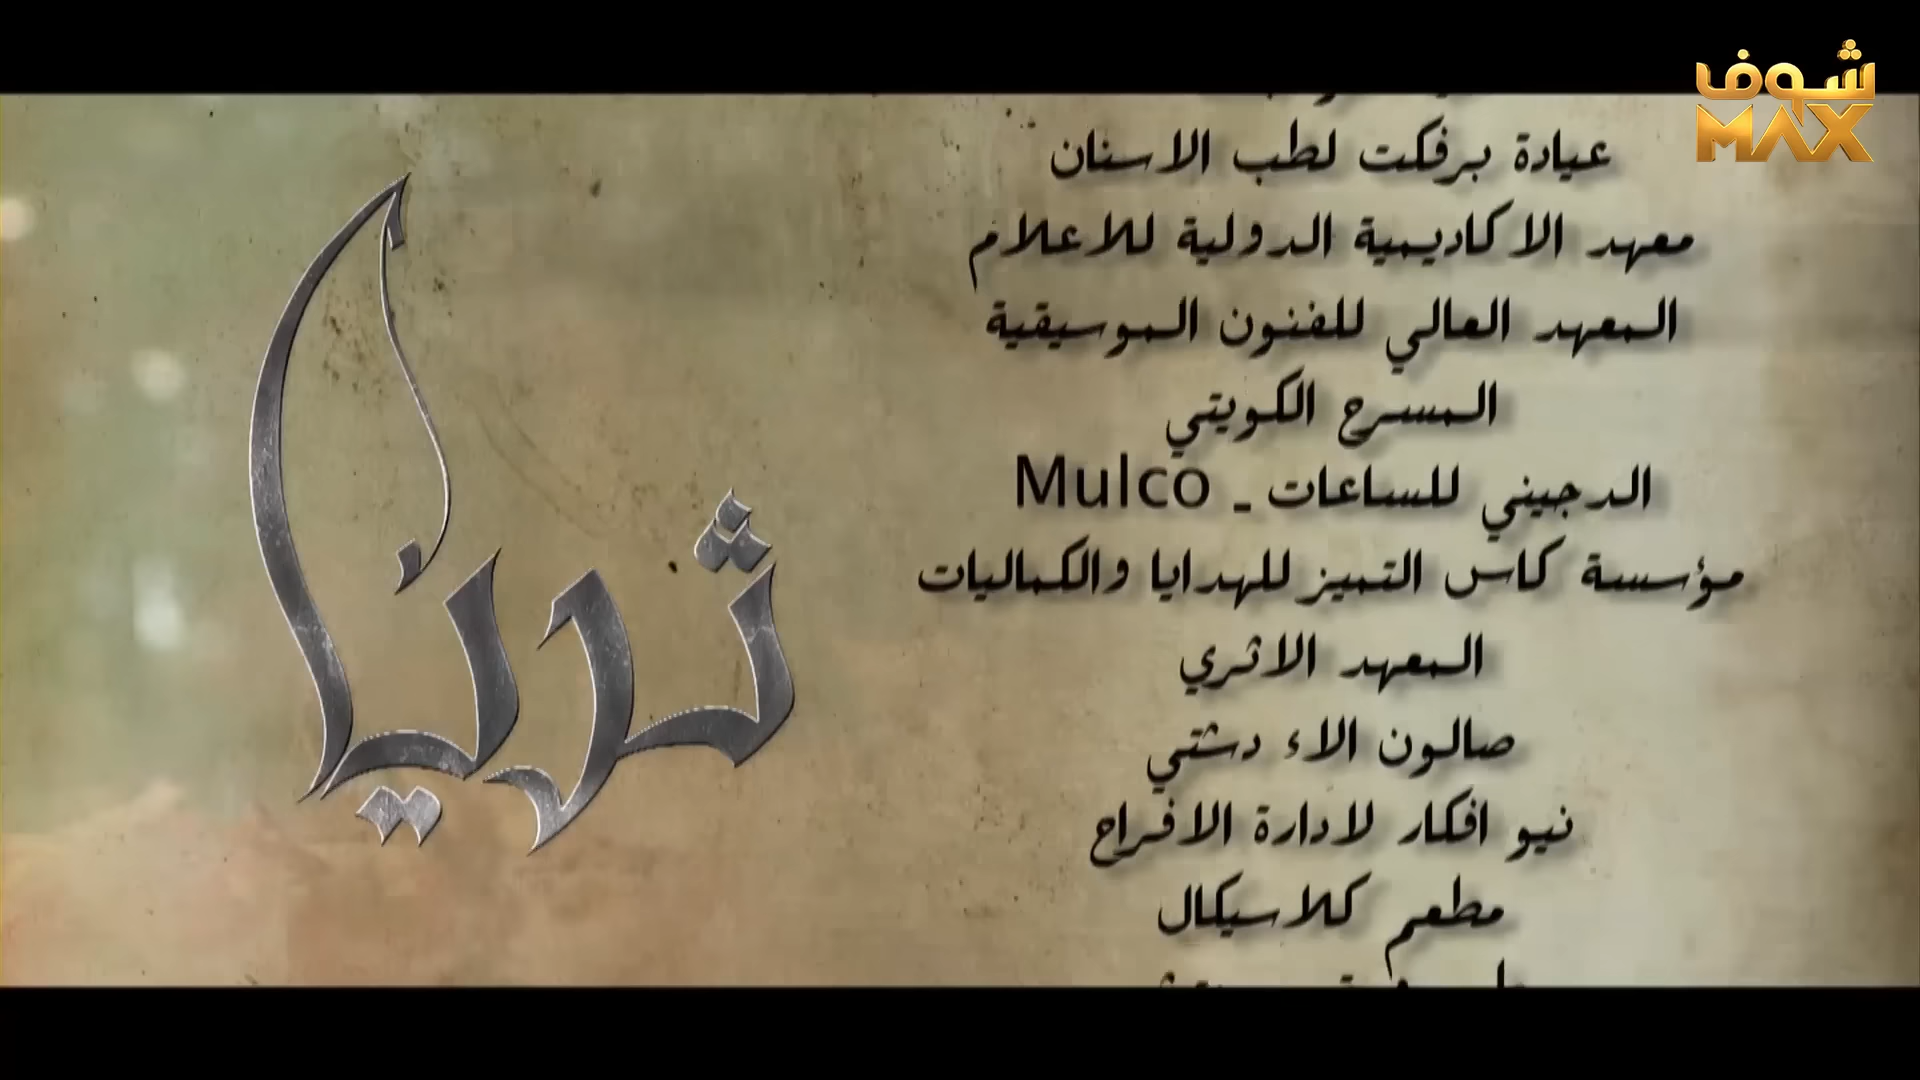 شوف
MAX
عيادة برفكت لطب الاسنان
معهد الاكاديمية الدولية للاعلام
المعهد العالي للفنون الموسيقية
المسرح الكويتي
الدجيني للساعات - Mulco
مؤسسة كاس التميز للهدايا والكماليات
المعهد الاثري
صالون الاء دشتي
نيو افكار لادارة الافراح
مطعم كلاسيكال
ثريا